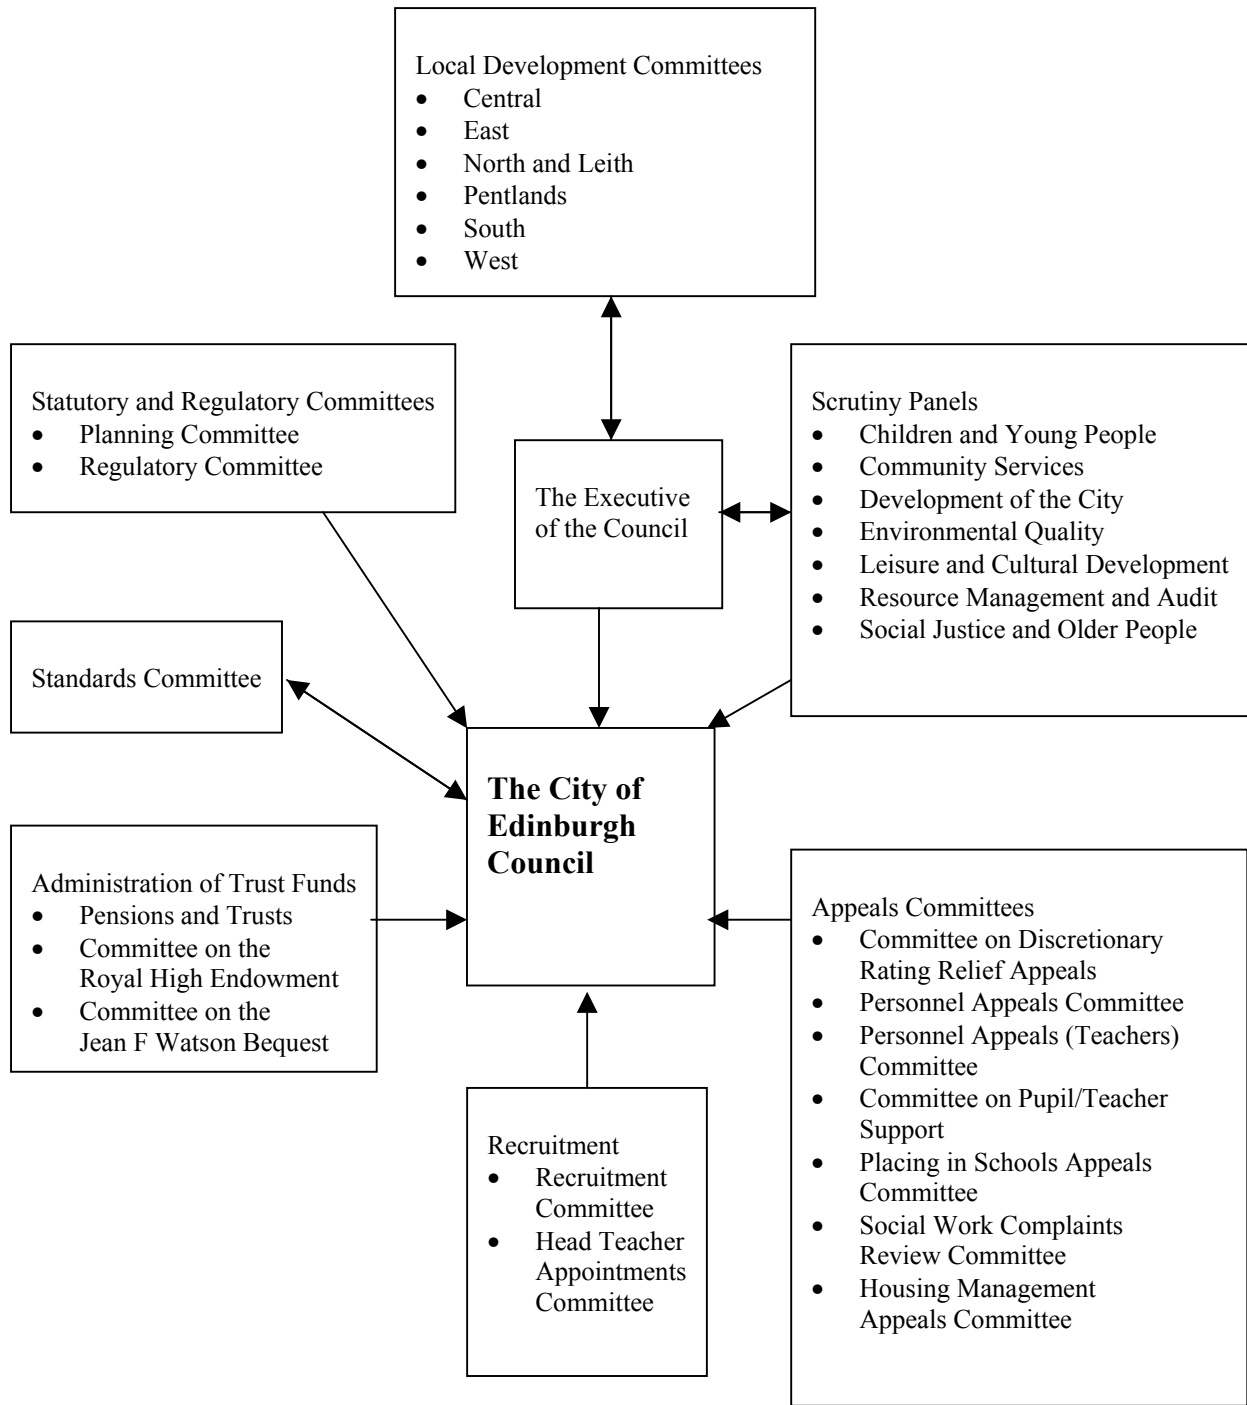 Local Development Committees
• Central
• East
• North and Leith
• Pentlands
• South
• West
Statutory and Regulatory Committees
• Planning Committee
• Regulatory Committee
The Executive
of the Council
Scrutiny Panels
• Children and Young People
• Community Services
• Development of the City
• Environmental Quality
• Leisure and Cultural Development
• Resource Management and Audit
• Social Justice and Older People
Standards Committee
The City of
Edinburgh
Council
Administration of Trust Funds
• Pensions and Trusts
• Committee on the
Royal High Endowment
• Committee on the
Jean F Watson Bequest
Appeals Committees
• Committee on Discretionary
Rating Relief Appeals
• Personnel Appeals Committee
• Personnel Appeals (Teachers)
Committee
• Committee on Pupil/Teacher
Support
• Placing in Schools Appeals
Committee
• Social Work Complaints
Review Committee
• Housing Management
Appeals Committee
Recruitment
• Recruitment
Committee
• Head Teacher
Appointments
Committee